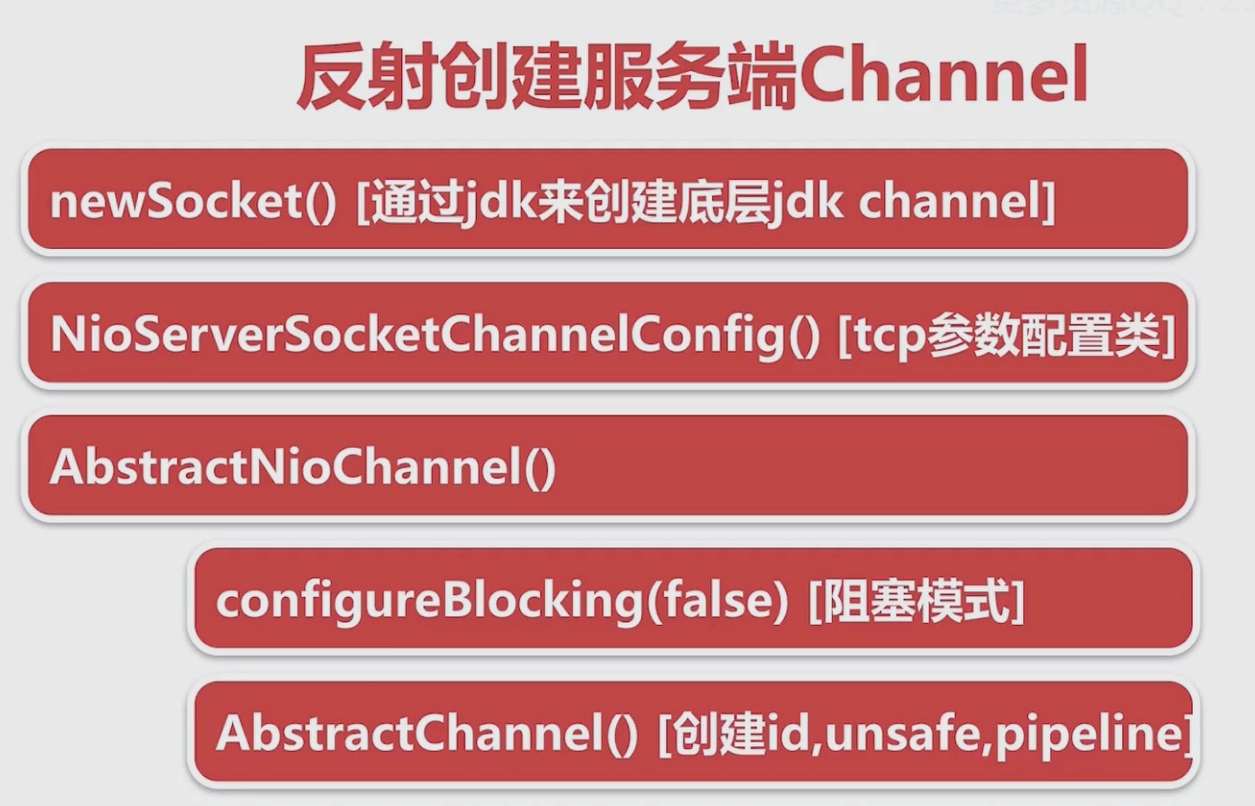 反射创建服务端Channel
newSocket() [通过jdk来创建底层jdk channel]
NioServerSocketChannelConfig() [tcp参数配置类]
AbstractNioChannel()
configureBlocking(false) [阻塞模式]
AbstractChannel() [创建id,unsafe,pipeline]